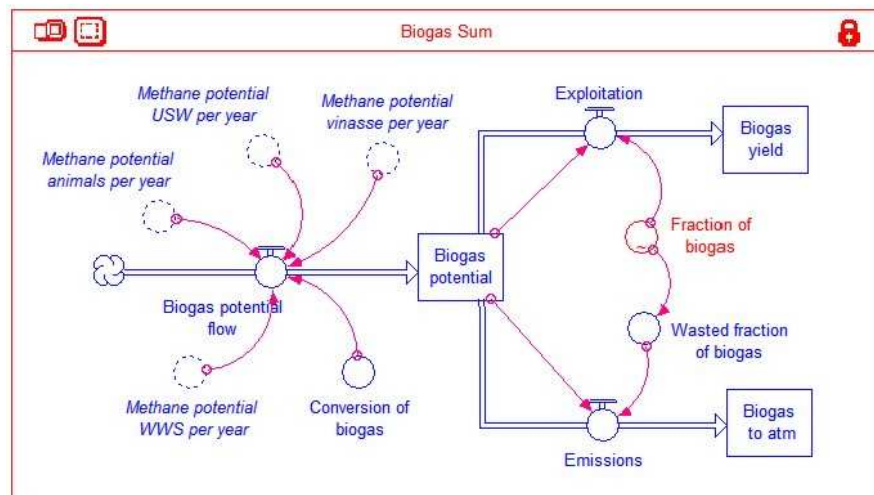 Biogas Sum
Methane potential
USW per year
Methane potential
vinasse per year
Methane potential
animals per year
Exploitation
Biogas
yield
Fraction of
biogas
Biogas
potential
Biogas potential
flow
Wasted fraction
of biogas
Methane potential
WWS per year
Conversion of
biogas
Emissions
Biogas
to atm